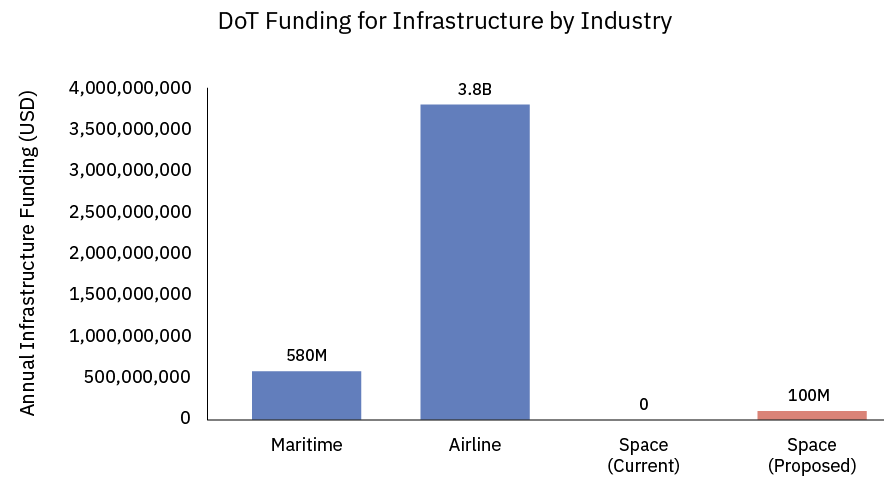 DoT Funding for Infrastructure by Industry
Annual Infrastructure Funding (USD)
4,000,000,000
3,500,000,000
3,000,000,000
2,500,000,000
2,000,000,000
1,500,000,000
1,000,000,000
500,000,000
0
580M
3.8B
0
100M
Maritime
Airline
Space
(Current)
Space
(Proposed)